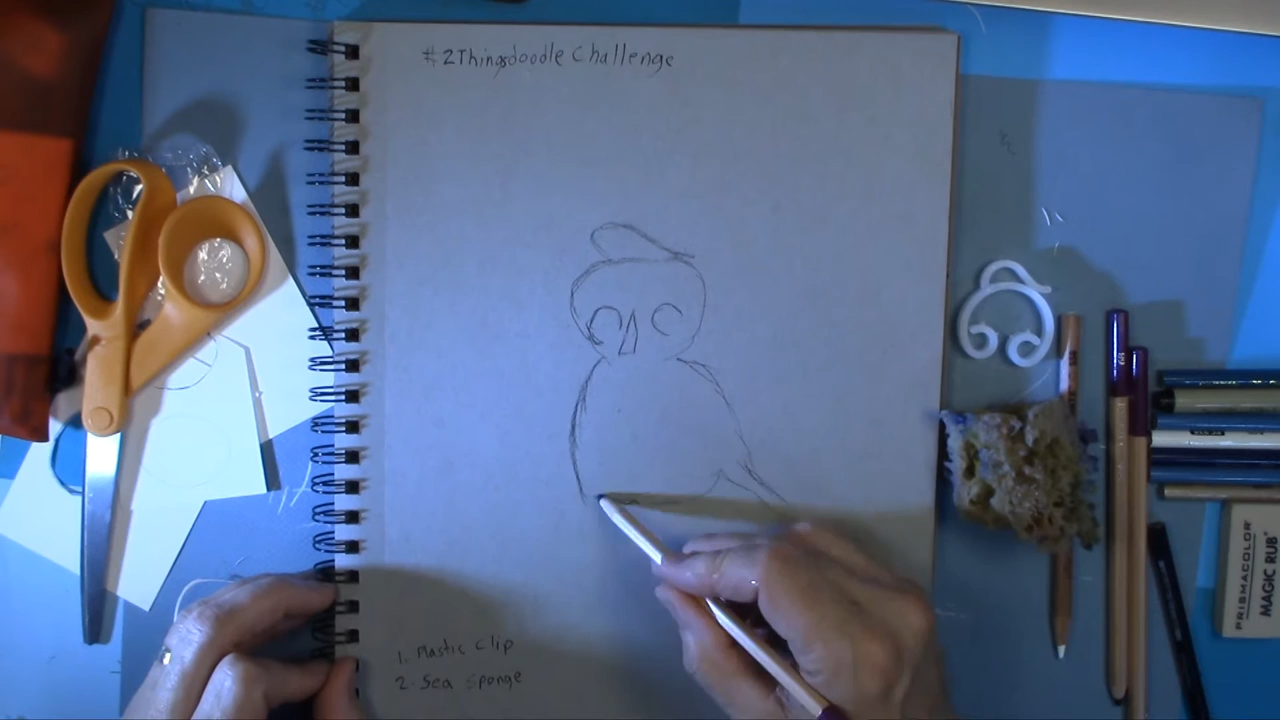 #2Thingsdoodle Challenge
1. Plastic Clip
2. Sea Sponge
PRISMACOLOR
MAGIC RUB